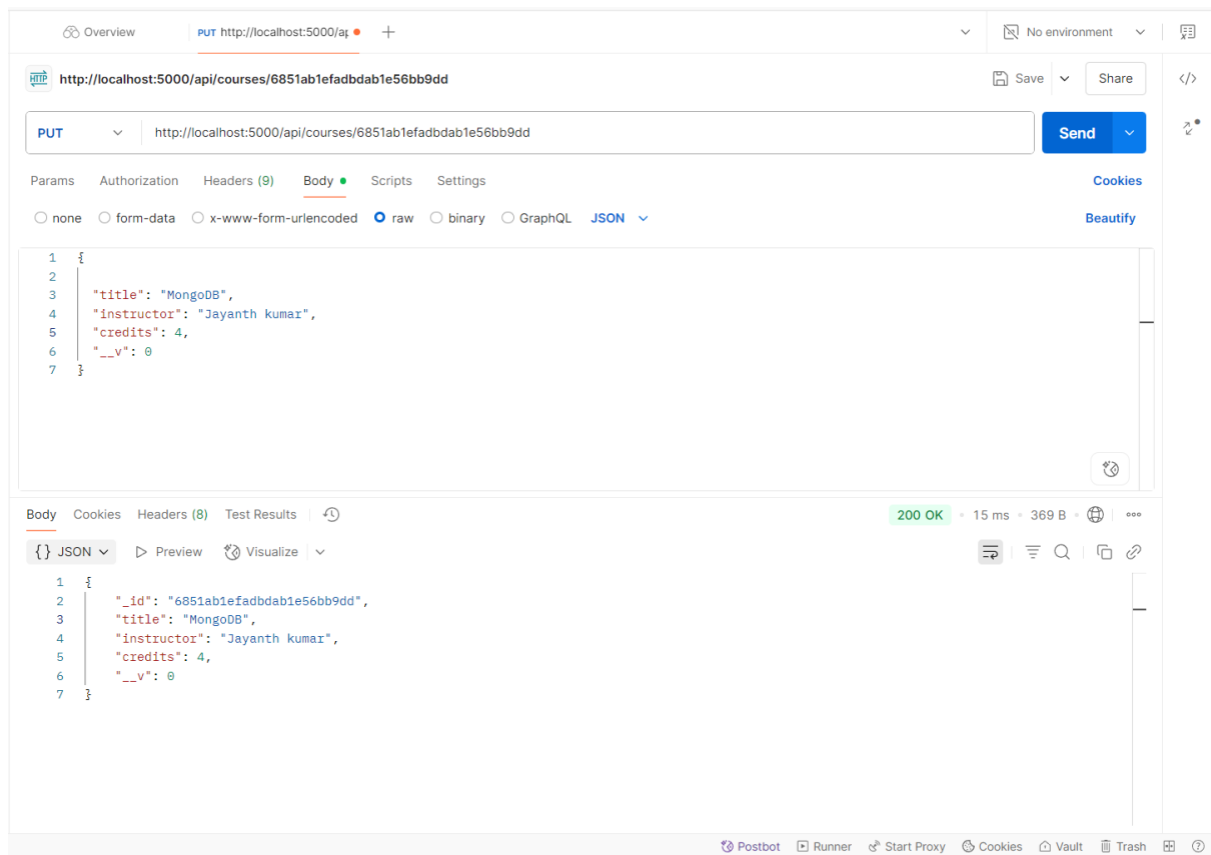 Overview PUT http://localhost:5000/ap No environment
HTTP http://localhost:5000/api/courses/6851ab1efadbdab1e56bb9dd Save Share
PUT http://localhost:5000/api/courses/6851ab1efadbdab1e56bb9dd Send
Params Authorization Headers (9) Body Scripts Settings Cookies
none form-data x-www-form-urlencoded raw binary GraphQL JSON Beautify
1 {
2
3 "title": "MongoDB",
4 "instructor": "Jayanth kumar",
5 "credits": 4,
6 "__v": 0
7 }
Body Cookies Headers (8) Test Results 200 OK • 15 ms • 369 B •
{} JSON Preview Visualize
1 {
2 "_id": "6851ab1efadbdab1e56bb9dd",
3 "title": "MongoDB",
4 "instructor": "Jayanth kumar",
5 "credits": 4,
6 "__v": 0
7 }
Postbot Runner Start Proxy Cookies Vault Trash